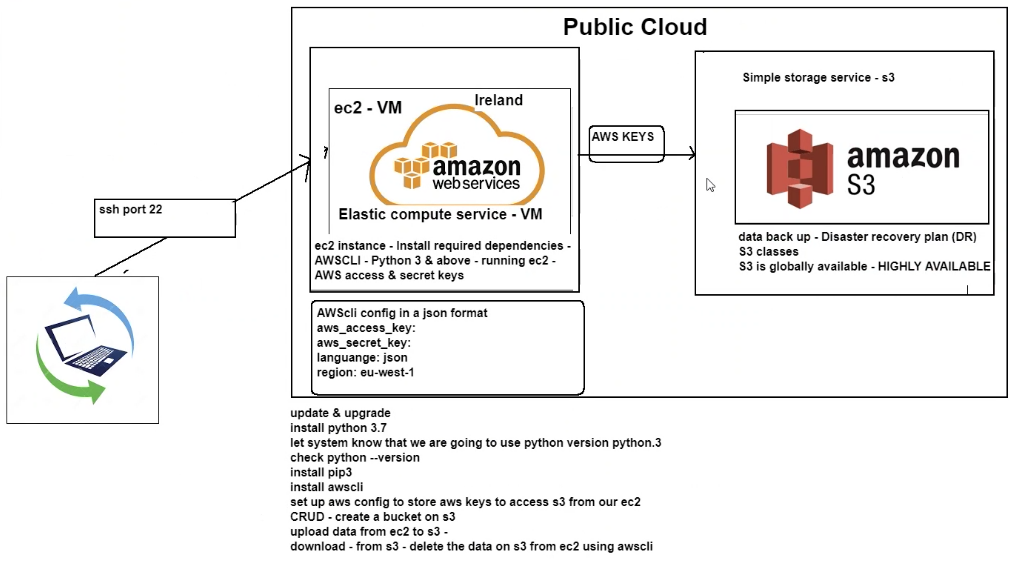 Public Cloud
ec2 - VM
Ireland
amazon
web services
Elastic compute service - VM
ec2 instance - Install required dependencies -
AWSCLI - Python 3 & above - running ec2 -
AWS access & secret keys
AWS KEYS
Simple storage service - s3
amazon
S3
data back up - Disaster recovery plan (DR)
S3 classes
S3 is globally available - HIGHLY AVAILABLE
ssh port 22
AWScli config in a json format
aws_access_key:
aws_secret_key:
languange: json
region: eu-west-1
update & upgrade
install python 3.7
let system know that we are going to use python version python.3
check python --version
install pip3
install awscli
set up aws config to store aws keys to access s3 from our ec2
CRUD - create a bucket on s3
upload data from ec2 to s3 -
download - from s3 - delete the data on s3 from ec2 using awscli